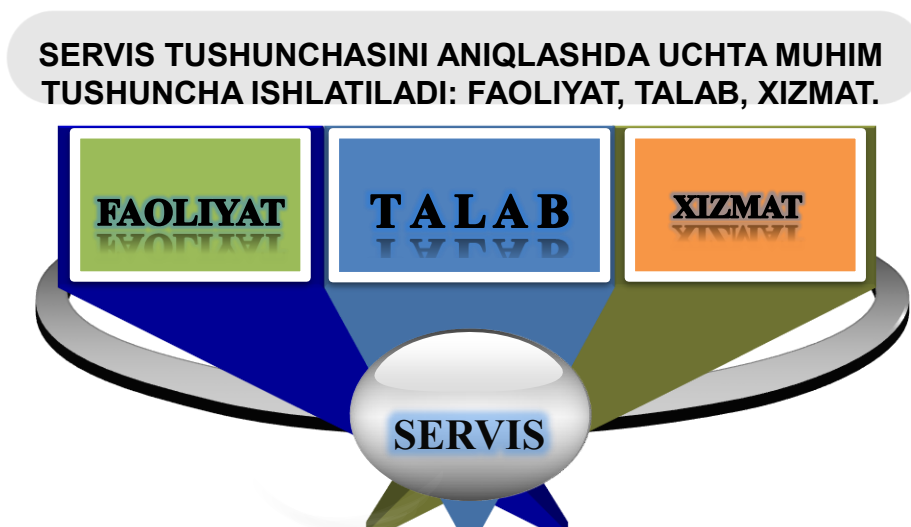 SERVIS TUSHUNCHASINI ANIQLASHDA UCHTA MUHIM
TUSHUNCHA ISHLATILADI: FAOLIYAT, TALAB, XIZMAT.
FAOLIYAT
TALAB
XIZMAT
SERVIS